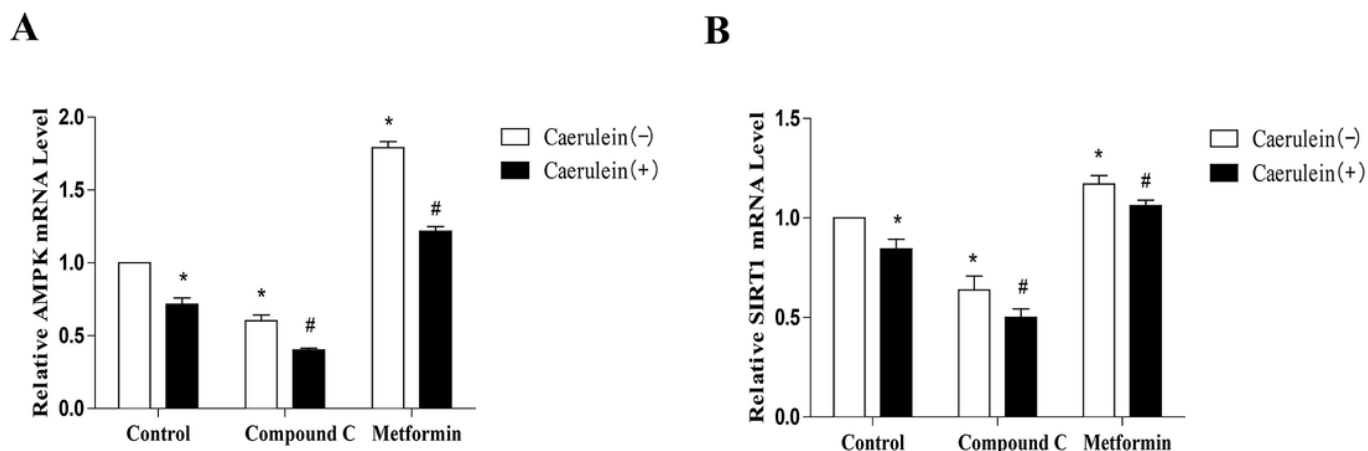 A
Relative AMPK mRNA Level
2.0
1.5
1.0
0.5
0.0
*
*
#
*
#
Control
Compound C
Metformin
Caerulein(-)
Caerulein(+)
B
Relative SIRT1 mRNA Level
1.5
1.0
0.5
0.0
*
*
#
*
#
Control
Compound C
Metformin
Caerulein(-)
Caerulein(+)